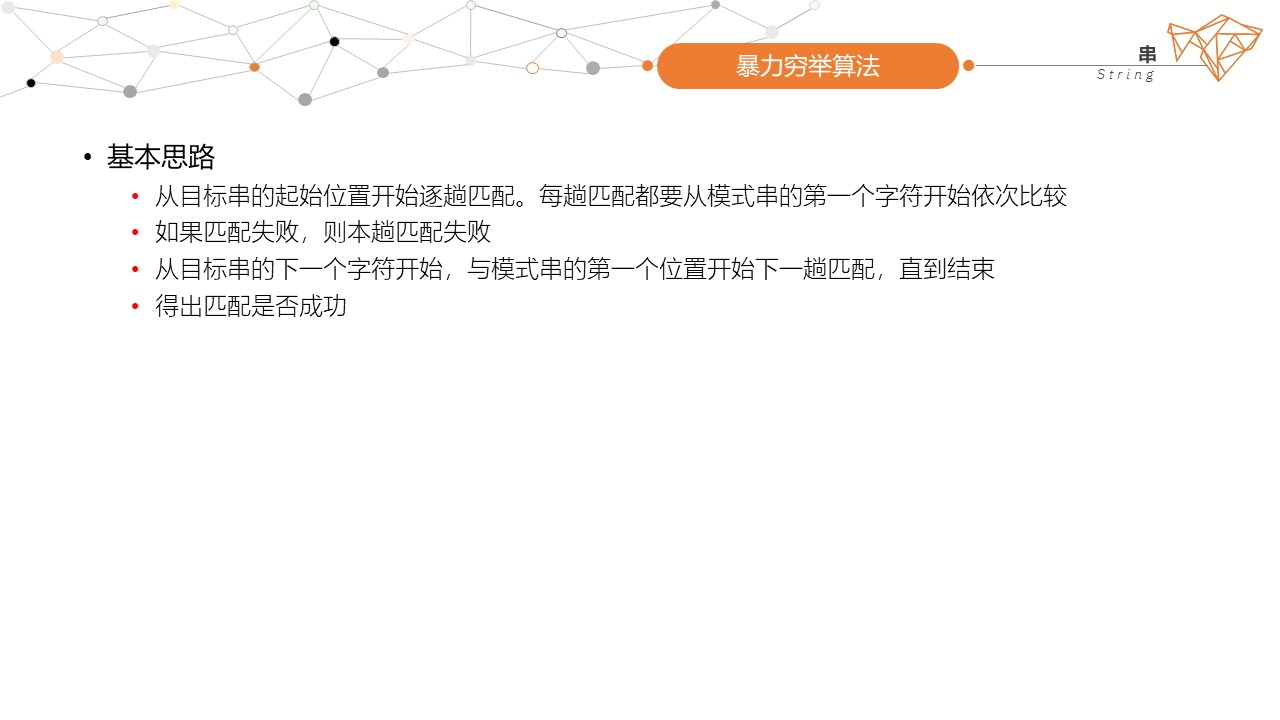 暴力穷举算法
串
String
• 基本思路
• 从目标串的起始位置开始逐趟匹配。每趟匹配都要从模式串的第一个字符开始依次比较
• 如果匹配失败，则本趟匹配失败
• 从目标串的下一个字符开始，与模式串的第一个位置开始下一趟匹配，直到结束
• 得出匹配是否成功